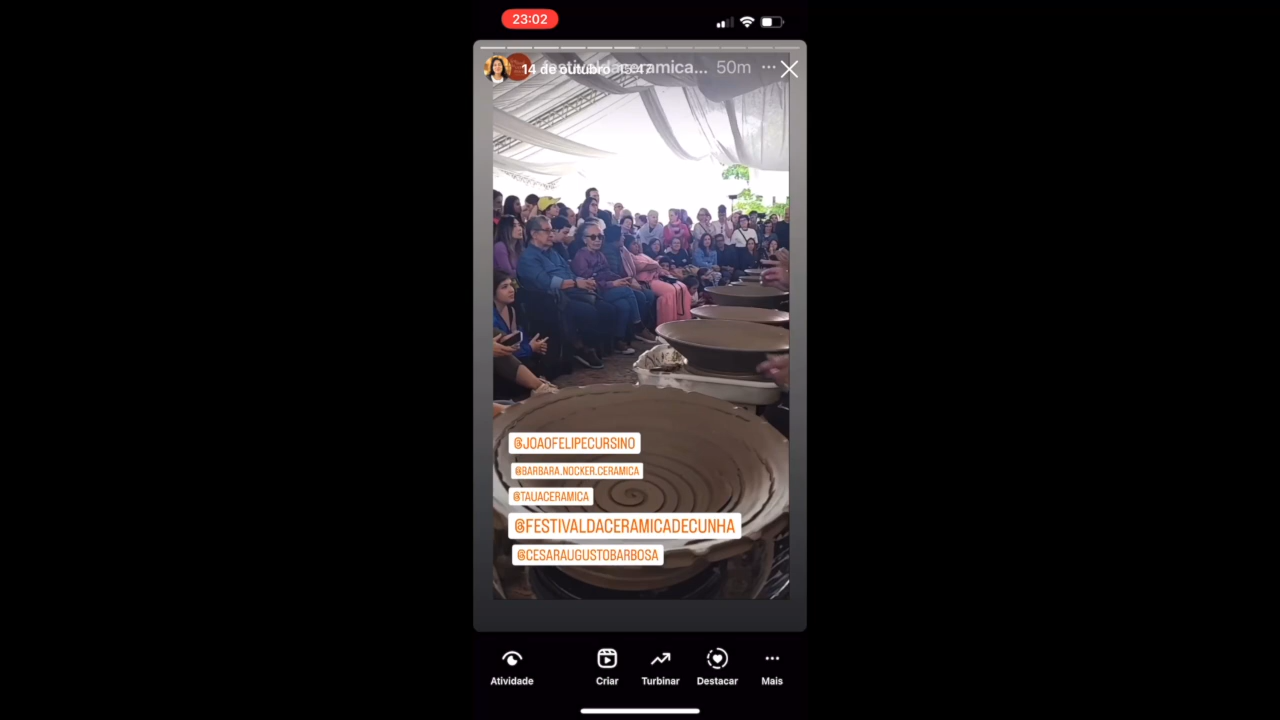 23:02
14 de outubro
50m
@JOAOFELIPECURSINO
@BARBARA.NOCKER.CERAMICA
@TAUACERAMICA
@FESTIVALDACERAMICADECUNHA
@CESARAUGUSTOBARBOSA
Atividade
Criar
Turbinar
Destacar
Mais